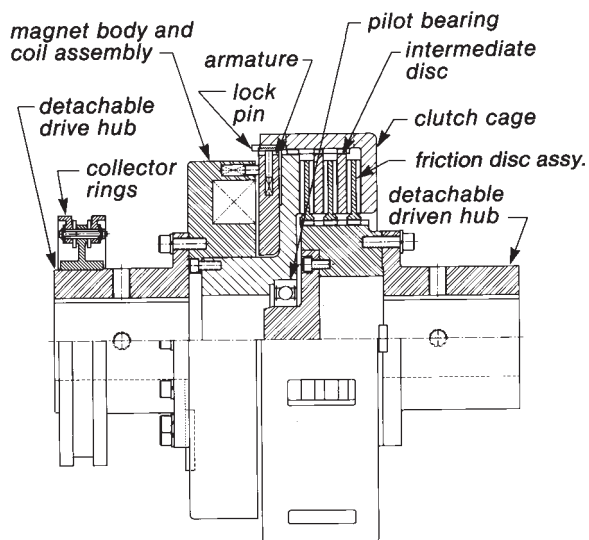 pilot bearing
magnet body and
coil assembly
armature
intermediate
disc
lock
pin
detachable
drive hub
clutch cage
collector
rings
friction disc assy.
detachable
driven hub